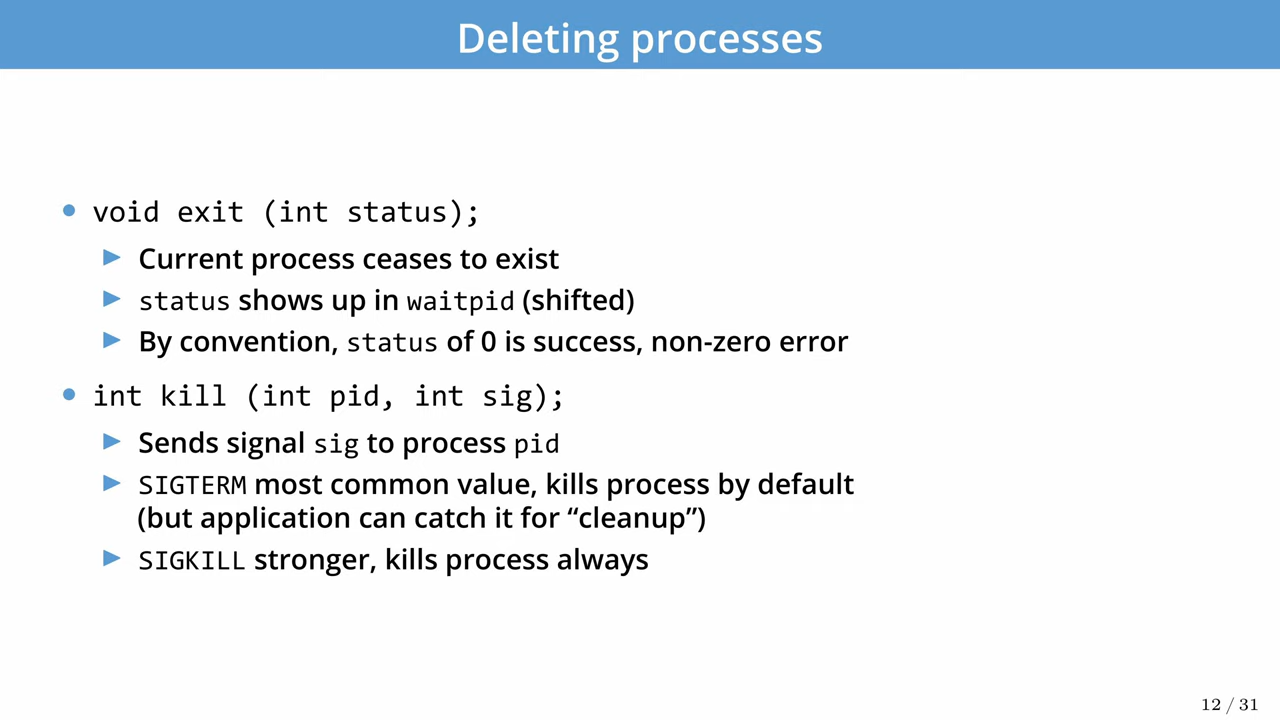 Deleting processes
• void exit (int status);
▶ Current process ceases to exist
▶ status shows up in waitpid (shifted)
▶ By convention, status of 0 is success, non-zero error
• int kill (int pid, int sig);
▶ Sends signal sig to process pid
▶ SIGTERM most common value, kills process by default
(but application can catch it for “cleanup”)
▶ SIGKILL stronger, kills process always
12 / 31